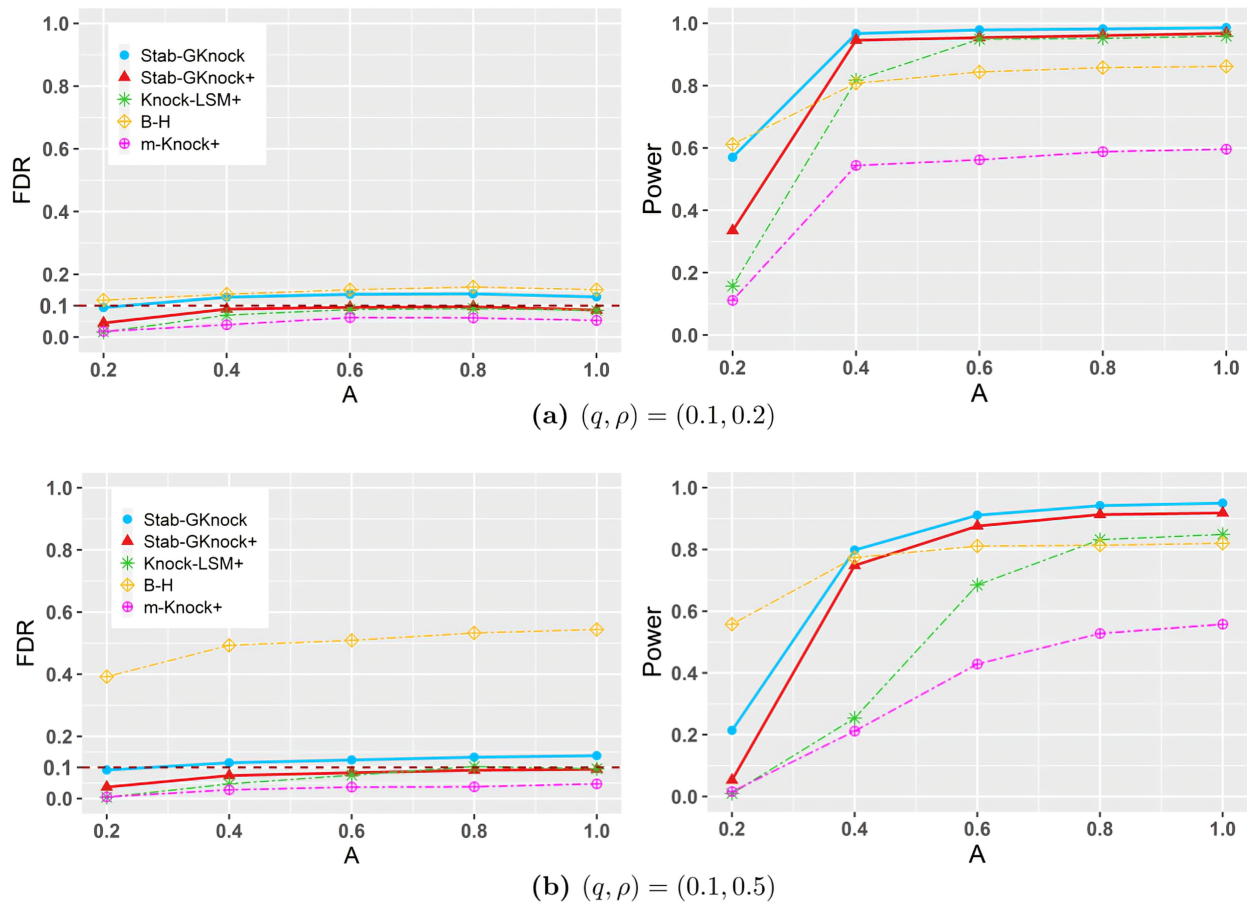 1.0
0.8
0.6
0.4
0.2
0.1
0.0
FDR
Stab-GKnock
Stab-GKnock+
Knock-LSM+
B-H
m-Knock+
0.2 0.4 0.6 0.8 1.0
A
1.0
0.8
0.6
0.4
0.2
0.0
Power
0.2 0.4 0.6 0.8 1.0
A
(a) (q, ρ) = (0.1, 0.2)
1.0
0.8
0.6
0.4
0.2
0.1
0.0
FDR
Stab-GKnock
Stab-GKnock+
Knock-LSM+
B-H
m-Knock+
0.2 0.4 0.6 0.8 1.0
A
1.0
0.8
0.6
0.4
0.2
0.0
Power
0.2 0.4 0.6 0.8 1.0
A
(b) (q, ρ) = (0.1, 0.5)